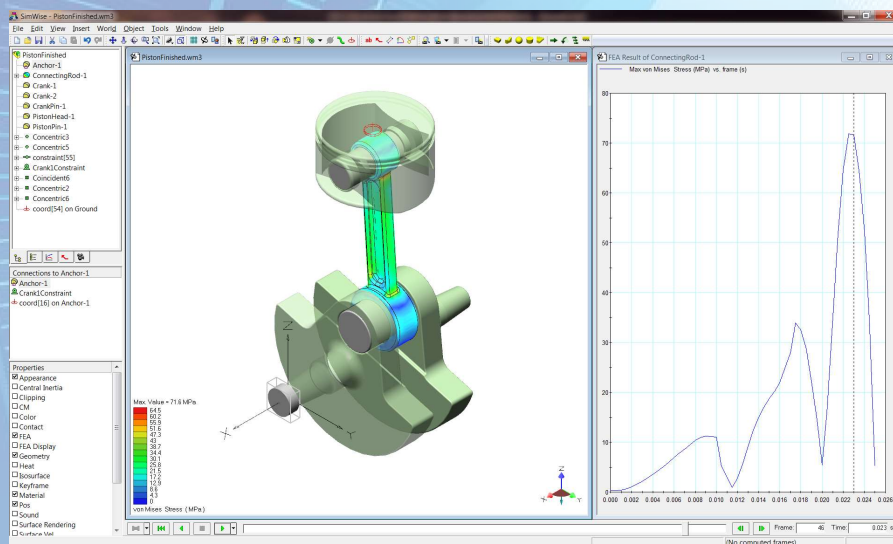 SimWise - PistonFinished.wm3
File Edit View Insert World Object Tools Window Help
PistonFinished
Anchor-1
ConnectingRod-1
Crank-1
Crank-2
CrankPin-1
PistonHead-1
PistonPin-1
Concentric3
Concentric5
constraint[55]
Crank1Constraint
Coincident6
Concentric2
Concentric6
coord[54] on Ground
Connections to Anchor-1
Anchor-1
Crank1Constraint
coord[16] on Anchor-1
Properties
Appearance
Central Inertia
Clipping
CM
Color
Contact
FEA
FEA Display
Geometry
Heat
Isosurface
Keyframe
Material
Pos
Sound
Surface Rendering
Surface Vel
PistonFinished.wm3
Z
X
Y
Max. Value = 71.6 MPa
64.5
60.2
55.9
51.6
47.3
43
38.7
34.4
30.1
25.8
21.5
17.2
12.9
8.6
4.3
0
von Mises Stress (MPa)
Z
X
Y
FEA Result of ConnectingRod-1
Max von Mises Stress (MPa) vs. frame (s)
80
70
60
50
40
30
20
10
0
0.000 0.002 0.004 0.006 0.008 0.010 0.012 0.014 0.016 0.018 0.020 0.022 0.024 0.026
Frame: 46 Time: 0.023 s
(No computed frames)